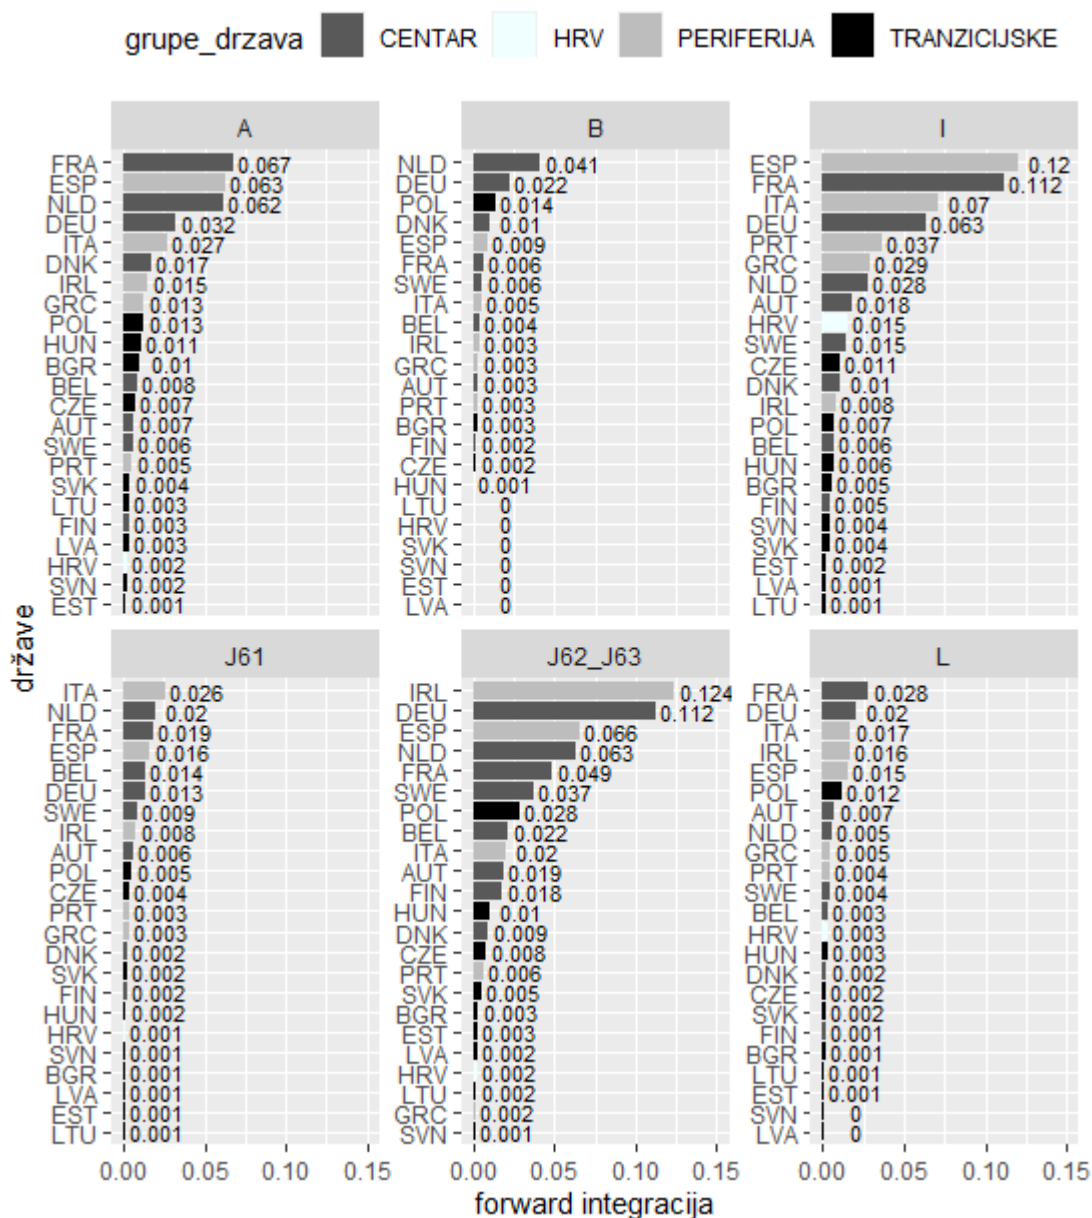 grupe_drzava CENTAR HRV PERIFERIJA TRANZICIJSKE
A
FRA 0.067
ESP 0.063
NLD 0.062
DEU 0.032
ITA 0.027
DNK 0.017
IRL 0.015
GRC 0.013
POL 0.013
HUN 0.011
BGR 0.01
BEL 0.008
CZE 0.007
AUT 0.007
SWE 0.006
PRT 0.005
SVK 0.004
LTU 0.003
FIN 0.003
LVA 0.003
HRV 0.002
SVN 0.002
EST 0.001
B
NLD 0.041
DEU 0.022
POL 0.014
DNK 0.01
ESP 0.009
FRA 0.006
SWE 0.006
ITA 0.005
BEL 0.004
IRL 0.003
GRC 0.003
AUT 0.003
PRT 0.003
BGR 0.003
FIN 0.002
CZE 0.002
HUN 0.001
LTU 0
HRV 0
SVK 0
SVN 0
EST 0
LVA 0
I
ESP 0.12
FRA 0.112
ITA 0.07
DEU 0.063
PRT 0.037
GRC 0.029
NLD 0.028
AUT 0.018
HRV 0.015
SWE 0.015
CZE 0.011
DNK 0.01
IRL 0.008
POL 0.007
BEL 0.006
HUN 0.006
BGR 0.005
FIN 0.005
SVN 0.004
SVK 0.004
EST 0.002
LVA 0.001
LTU 0.001
države
J61
ITA 0.026
NLD 0.02
FRA 0.019
ESP 0.016
BEL 0.014
DEU 0.013
SWE 0.009
IRL 0.008
AUT 0.006
POL 0.005
CZE 0.004
PRT 0.003
GRC 0.003
DNK 0.002
SVK 0.002
FIN 0.002
HUN 0.002
HRV 0.001
SVN 0.001
BGR 0.001
LVA 0.001
EST 0.001
LTU 0.001
0.00 0.05 0.10 0.15
J62_J63
IRL 0.124
DEU 0.112
ESP 0.066
NLD 0.063
FRA 0.049
SWE 0.037
POL 0.028
BEL 0.022
ITA 0.02
AUT 0.019
FIN 0.018
HUN 0.01
DNK 0.009
CZE 0.008
PRT 0.006
SVK 0.005
BGR 0.003
EST 0.003
LVA 0.002
HRV 0.002
LTU 0.002
GRC 0.002
SVN 0.001
0.00 0.05 0.10 0.15
L
FRA 0.028
DEU 0.02
ITA 0.017
IRL 0.016
ESP 0.015
POL 0.012
AUT 0.007
NLD 0.005
GRC 0.005
PRT 0.004
SWE 0.004
BEL 0.003
HRV 0.003
HUN 0.003
DNK 0.002
CZE 0.002
SVK 0.002
FIN 0.001
BGR 0.001
LTU 0.001
EST 0.001
SVN 0
LVA 0
0.00 0.05 0.10 0.15
forward integracija